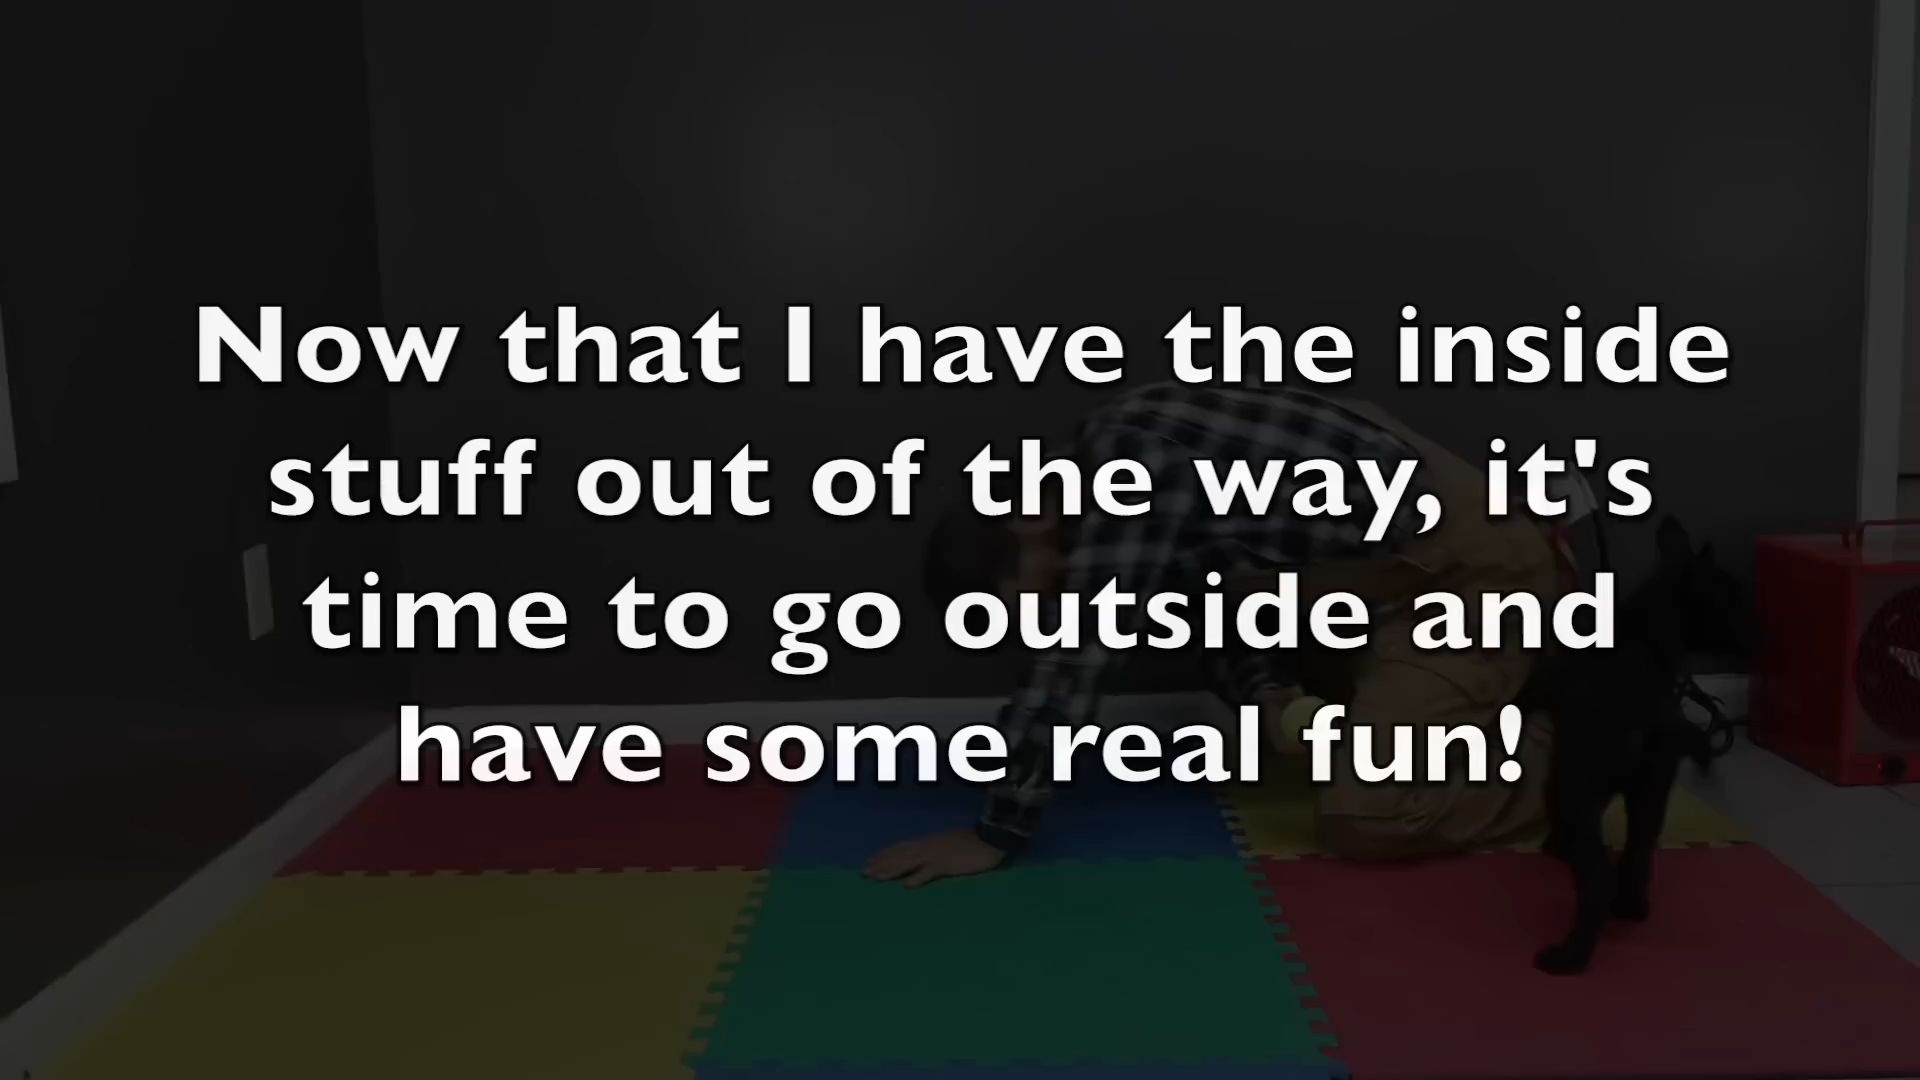 Now that I have the inside
stuff out of the way, it's
time to go outside and
have some real fun!